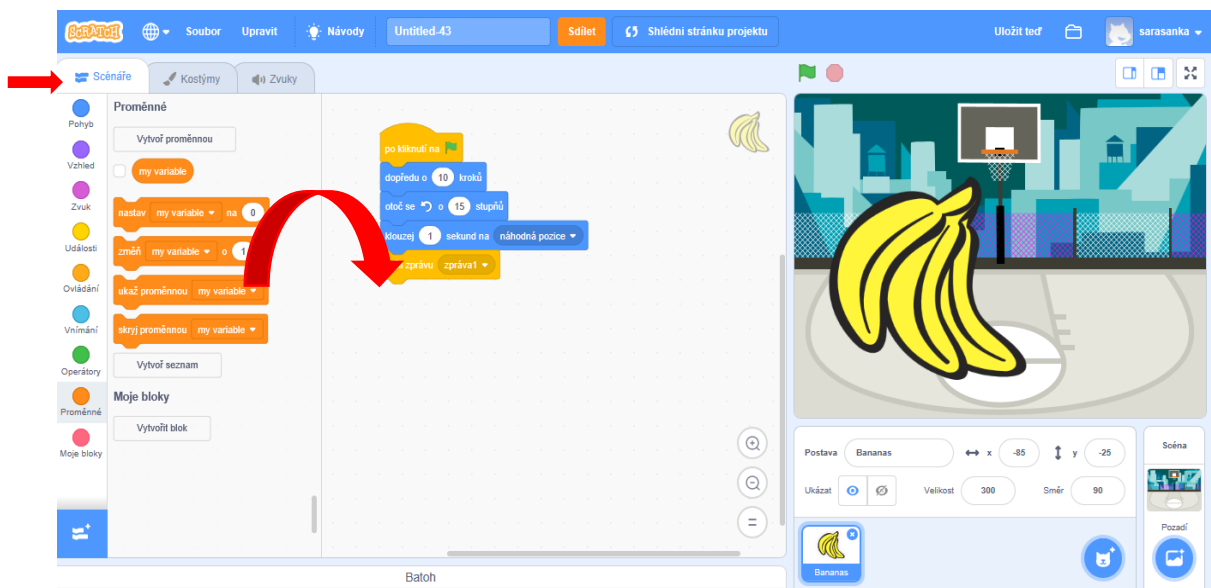 SCRATCH Soubor Upravit Návody Untitled-43 Sdílet Shlédni stránku projektu Uložit teď sarasanka
Scénáře Kostýmy Zvuky
Pohyb
Vzhled
Zvuk
Události
Ovládání
Vnímání
Operátory
Proměnné
Moje bloky
Proměnné
Vytvoř proměnnou
my variable
nastav my variable na 0
změň my variable o 1
ukaž proměnnou my variable
skryj proměnnou my variable
Vytvoř seznam
Moje bloky
Vytvořit blok
po kliknutí na
dopředu o 10 kroků
otoč se o 15 stupňů
klouzej 1 sekund na náhodná pozice
zprávu zpráva1
Batoh
Postava Bananas x -85 y -25
Ukázat Velikost 300 Směr 90
Bananas
Scéna
Pozadí